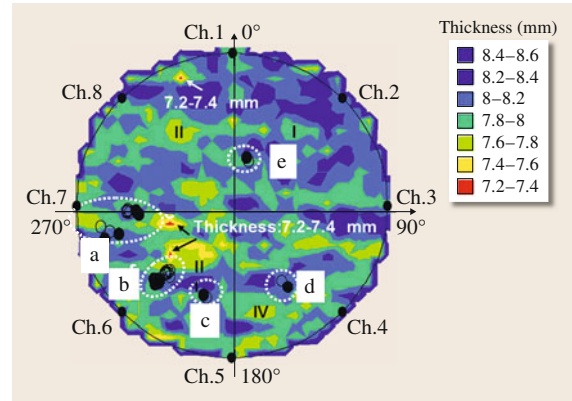 Ch.1
0°
Thickness (mm)
8.4–8.6
8.2–8.4
8–8.2
7.8–8
7.6–7.8
7.4–7.6
7.2–7.4
Ch.8
Ch.2
7.2-7.4 mm
II
I
e
Ch.7
Ch.3
270°
90°
Thickness:7.2-7.4 mm
a
b
II
d
c
IV
Ch.6
Ch.4
Ch.5
180°